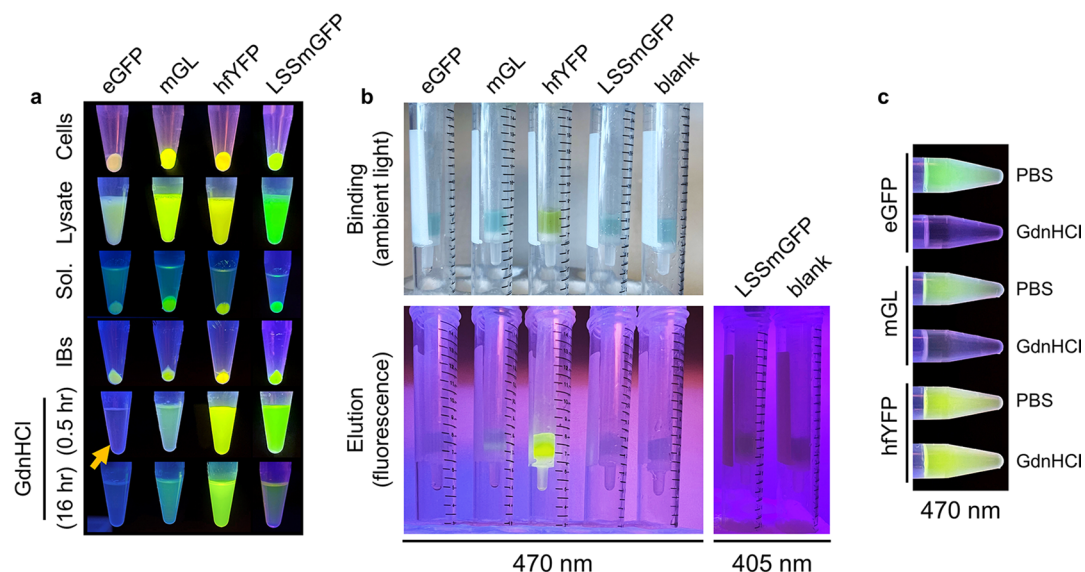 a
eGFP
mGL
hfYFP
LSSmGFP
Cells
Lysate
Sol.
IBs
GdnHCl
(0.5 hr)
(16 hr)
b
eGFP
mGL
hfYFP
LSSmGFP
blank
Binding
(ambient light)
Elution
(fluorescence)
LSSmGFP
blank
470 nm
405 nm
c
eGFP
PBS
GdnHCl
mGL
PBS
GdnHCl
hfYFP
PBS
GdnHCl
470 nm